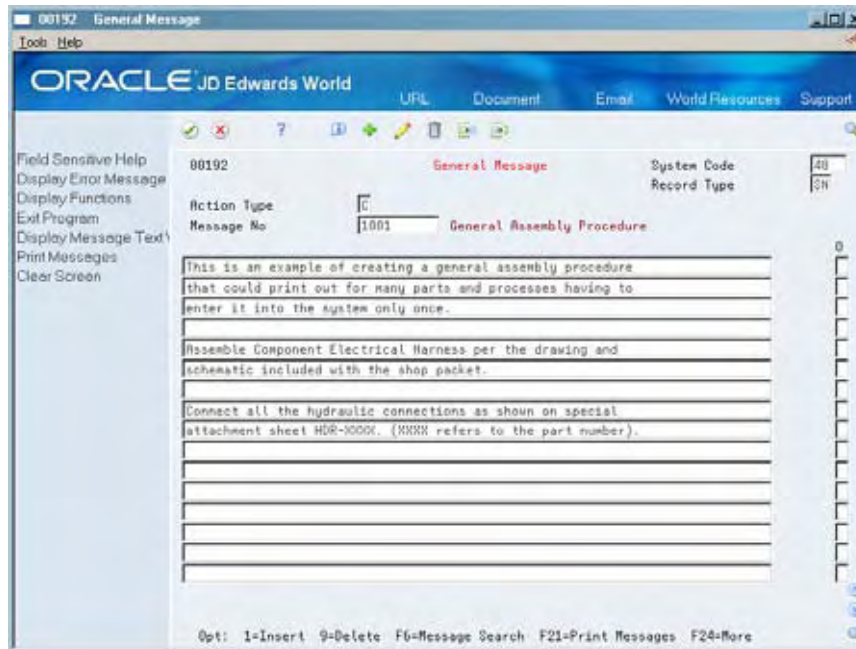 00192 General Message
Tools Help
ORACLE JD Edwards World
URL Document Email World Resources Support
Field Sensitive Help
Display Error Message
Display Functions
Exit Program
Display Message Text
Print Messages
Clear Screen
00192 General Message System Code 40
Record Type SN
Action Type C
Message No 1001 General Assembly Procedure
O
This is an example of creating a general assembly procedure
that could print out for many parts and processes having to
enter it into the system only once.
Assemble Component Electrical Harness per the drawing and
schematic included with the shop packet.
Connect all the hydraulic connections as shown on special
attachment sheet HDR-XXXX. (XXXX refers to the part number).
Opt: 1=Insert 9=Delete F6=Message Search F21=Print Messages F24=More